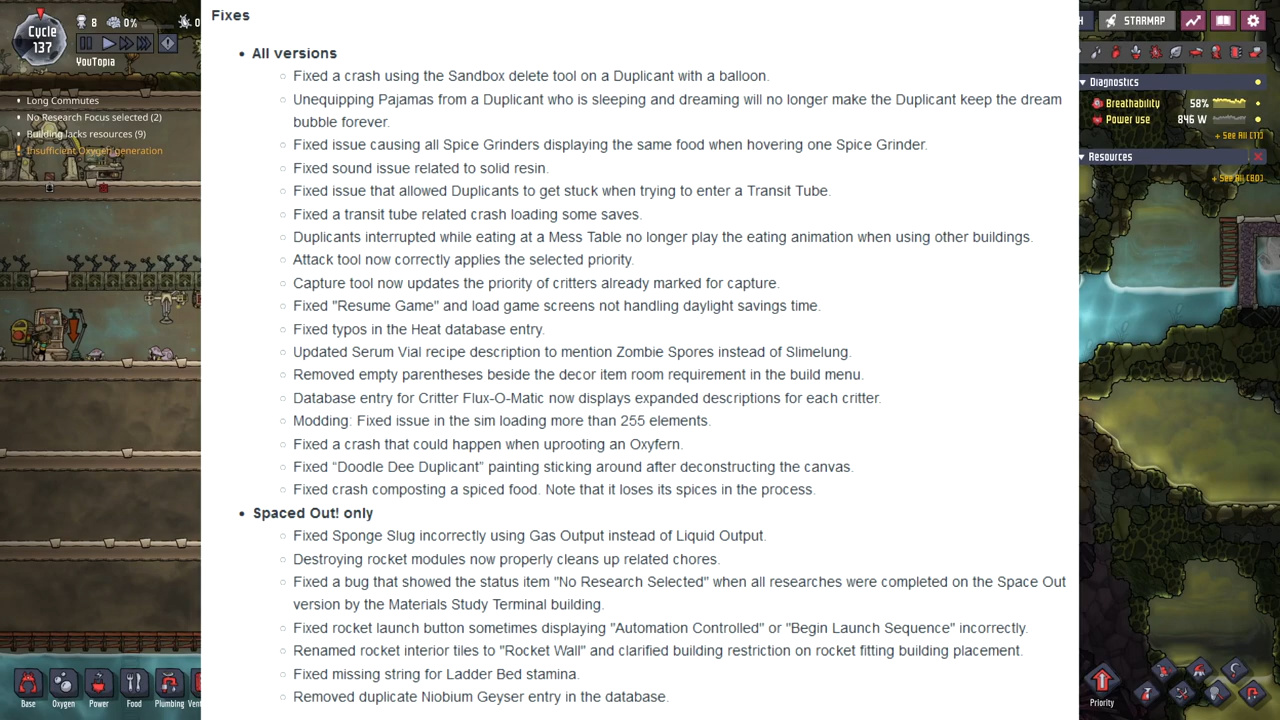 Cycle
137
8
0%
YouTopia
Long Commutes
No Research Focus selected (2)
Building lacks resources (9)
Insufficient Oxygen generation
Base
Oxygen
Power
Food
Plumbing
Fixes
All versions
Fixed a crash using the Sandbox delete tool on a Duplicant with a balloon.
Unequipping Pajamas from a Duplicant who is sleeping and dreaming will no longer make the Duplicant keep the dream
bubble forever.
Fixed issue causing all Spice Grinders displaying the same food when hovering one Spice Grinder.
Fixed sound issue related to solid resin.
Fixed issue that allowed Duplicants to get stuck when trying to enter a Transit Tube.
Fixed a transit tube related crash loading some saves.
Duplicants interrupted while eating at a Mess Table no longer play the eating animation when using other buildings.
Attack tool now correctly applies the selected priority.
Capture tool now updates the priority of critters already marked for capture.
Fixed "Resume Game" and load game screens not handling daylight savings time.
Fixed typos in the Heat database entry.
Updated Serum Vial recipe description to mention Zombie Spores instead of Slimelung.
Removed empty parentheses beside the decor item room requirement in the build menu.
Database entry for Critter Flux-O-Matic now displays expanded descriptions for each critter.
Modding: Fixed issue in the sim loading more than 255 elements.
Fixed a crash that could happen when uprooting an Oxyfern.
Fixed “Doodle Dee Duplicant” painting sticking around after deconstructing the canvas.
Fixed crash composting a spiced food. Note that it loses its spices in the process.
Spaced Out! only
Fixed Sponge Slug incorrectly using Gas Output instead of Liquid Output.
Destroying rocket modules now properly cleans up related chores.
Fixed a bug that showed the status item "No Research Selected" when all researches were completed on the Space Out
version by the Materials Study Terminal building.
Fixed rocket launch button sometimes displaying "Automation Controlled" or "Begin Launch Sequence" incorrectly.
Renamed rocket interior tiles to "Rocket Wall" and clarified building restriction on rocket fitting building placement.
Fixed missing string for Ladder Bed stamina.
Removed duplicate Niobium Geyser entry in the database.
STARMAP
Diagnostics
Breathability 58%
Power use 846 W
+ See All (11)
Resources
+ See All (80)
Priority